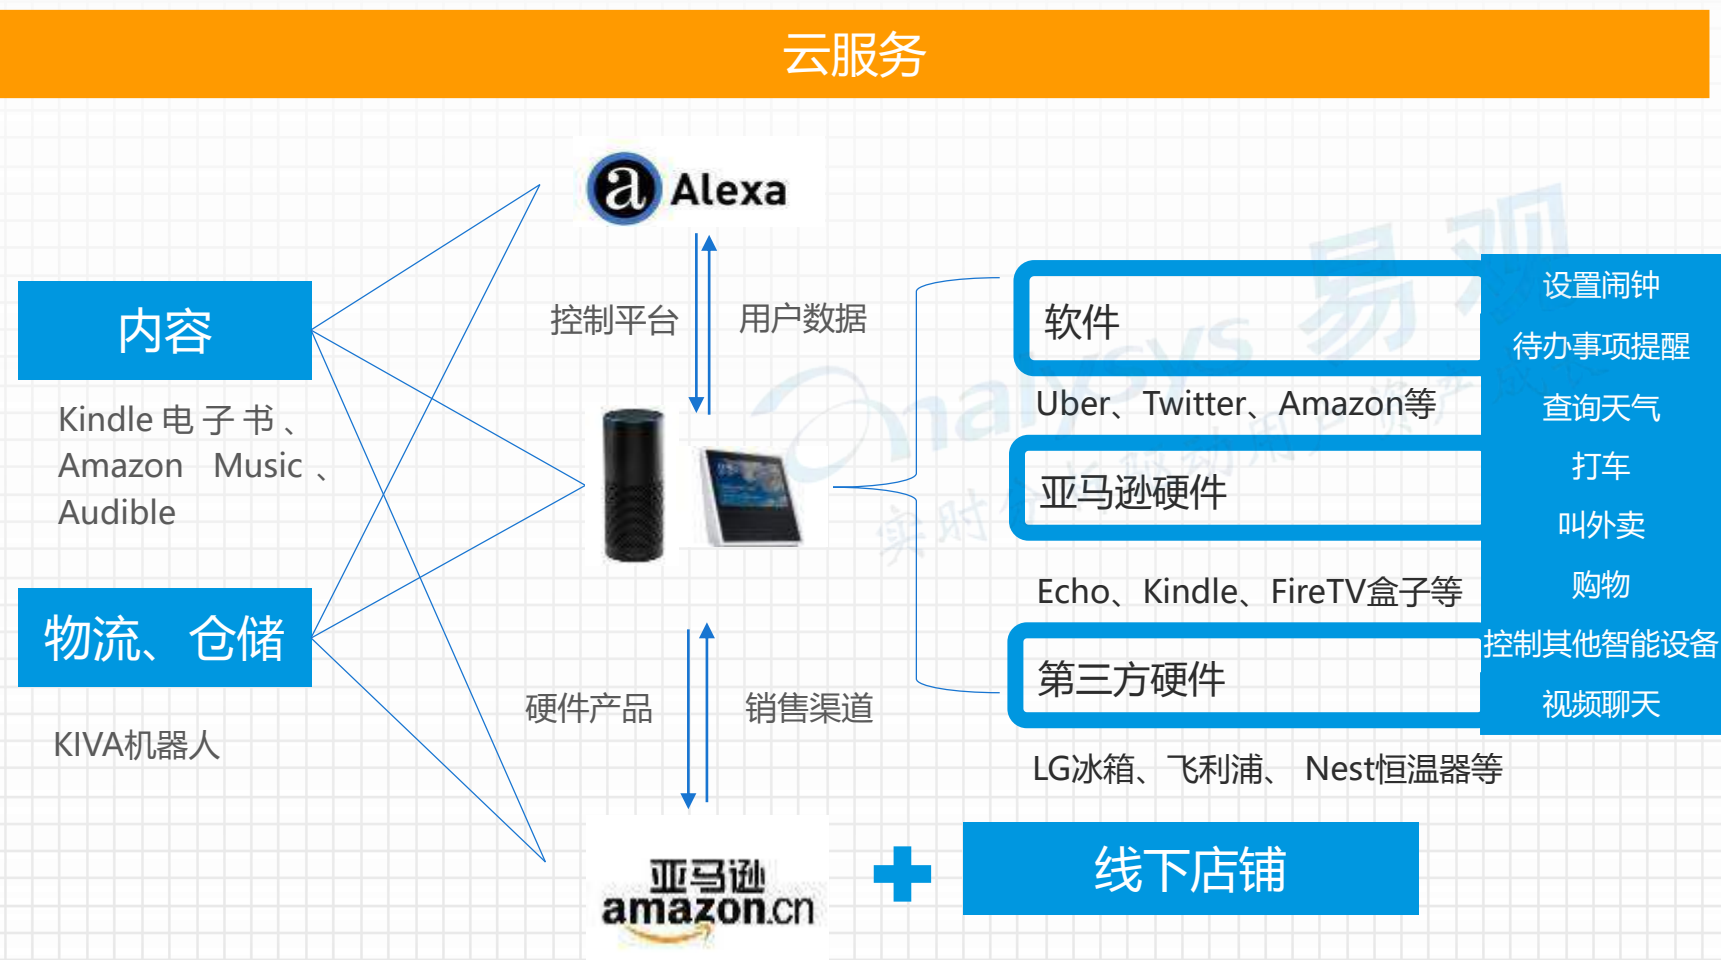 云服务
Alexa
控制平台
用户数据
内容
Kindle 电 子 书 、
Amazon Music 、
Audible
物流、仓储
KIVA机器人
硬件产品
销售渠道
亚马逊
amazon.cn
软件
Uber、Twitter、Amazon等
亚马逊硬件
Echo、Kindle、FireTV盒子等
第三方硬件
LG冰箱、飞利浦、 Nest恒温器等
设置闹钟
待办事项提醒
查询天气
打车
叫外卖
购物
控制其他智能设备
视频聊天
线下店铺
analysys 易观